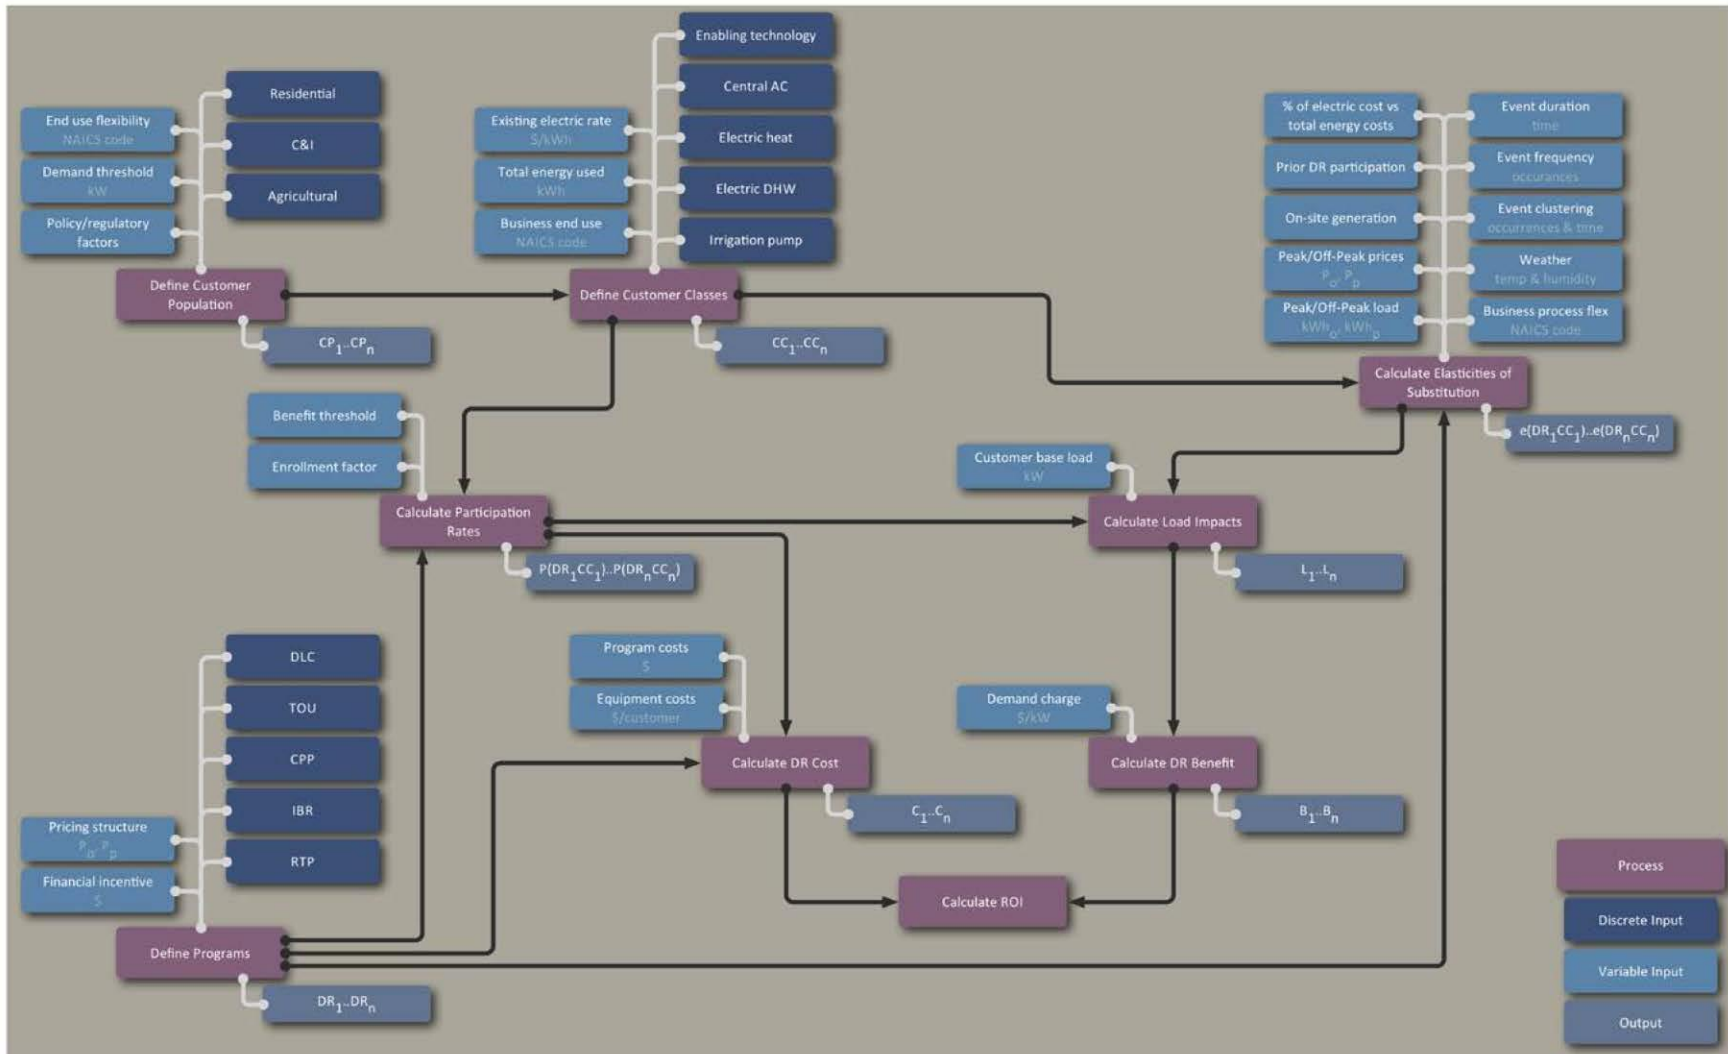 Enabling technology
Central AC
Electric heat
Electric DHW
Irrigation pump
Residential
C&I
Agricultural
End use flexibility
NAICS code
Demand threshold
kW
Policy/regulatory
factors
Existing electric rate
$/kWh
Total energy used
kWh
Business end use
NAICS code
% of electric cost vs
total energy costs
Prior DR participation
On-site generation
Peak/Off-Peak prices
Po, Pp
Peak/Off-Peak load
kWho, kWhp
Event duration
time
Event frequency
occurances
Event clustering
occurrences & time
Weather
temp & humidity
Business process flex
NAICS code
Define Customer
Population
CP1..CPn
Define Customer Classes
CC1..CCn
Calculate Elasticities of
Substitution
e(DR1CC1)..e(DRnCCn)
Benefit threshold
Enrollment factor
Calculate Participation
Rates
P(DR1CC1)..P(DRnCCn)
Customer base load
kW
Calculate Load Impacts
L1..Ln
DLC
TOU
CPP
IBR
RTP
Pricing structure
Po, Pp
Financial incentive
$
Define Programs
DR1..DRn
Program costs
$
Equipment costs
$/customer
Calculate DR Cost
C1..Cn
Demand charge
$/kW
Calculate DR Benefit
B1..Bn
Calculate ROI
Process
Discrete Input
Variable Input
Output